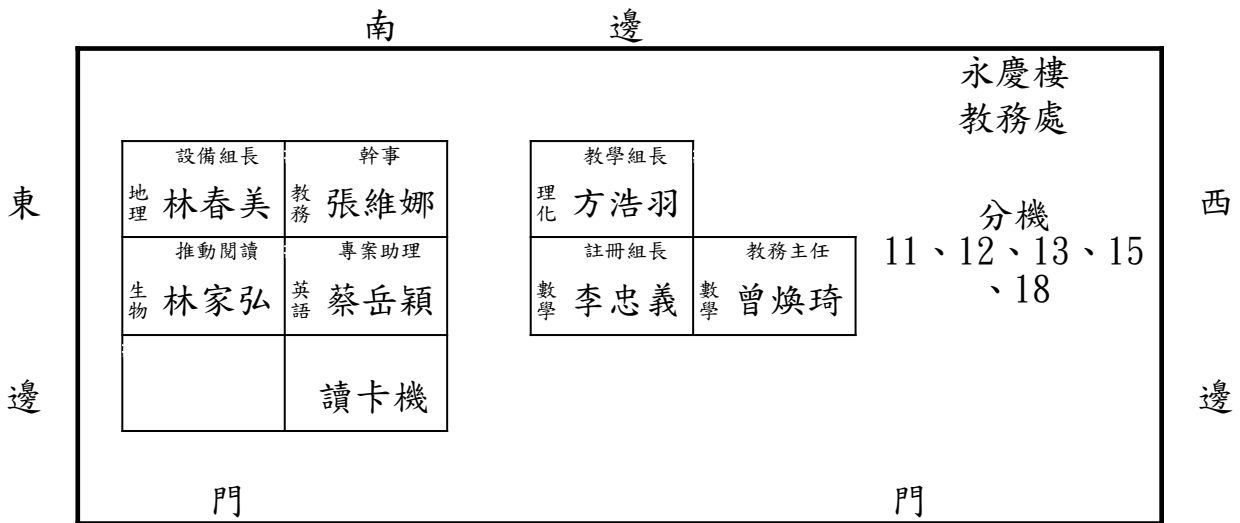 南 邊
永慶樓
教務處
設備組長 幹事 教學組長
東 地理 林春美 教務 張維娜 理化 方浩羽 西
分機
推動閱讀 專案助理 註冊組長 教務主任
11、12、13、15
生物 林家弘 英語 蔡岳穎 數學 李忠義 數學 曾煥琦
、18
邊 讀卡機 邊
門 門